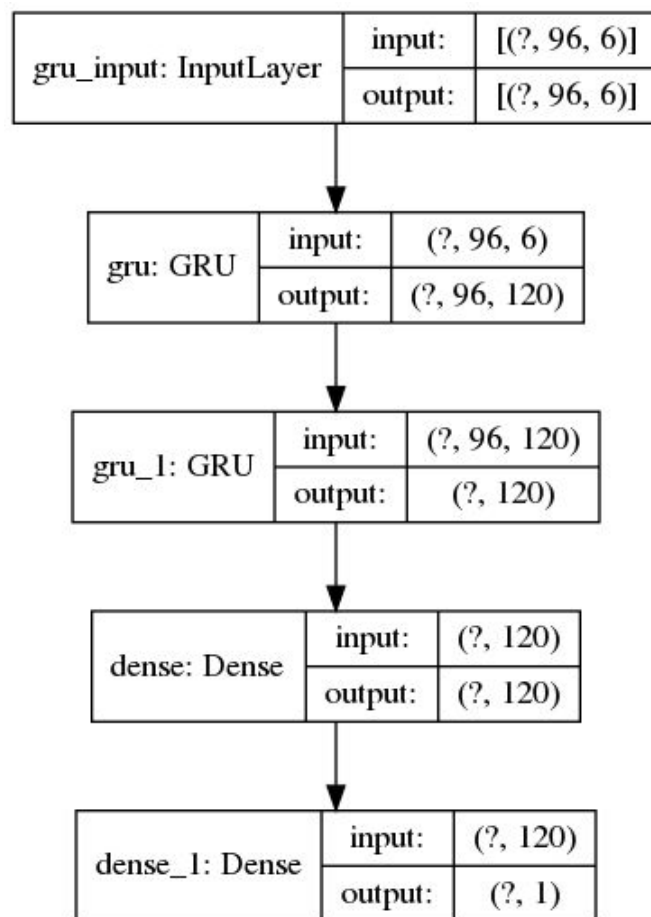 gru_input: InputLayer
input: [(?, 96, 6)]
output: [(?, 96, 6)]
gru: GRU
input: (?, 96, 6)
output: (?, 96, 120)
gru_1: GRU
input: (?, 96, 120)
output: (?, 120)
dense: Dense
input: (?, 120)
output: (?, 120)
dense_1: Dense
input: (?, 120)
output: (?, 1)